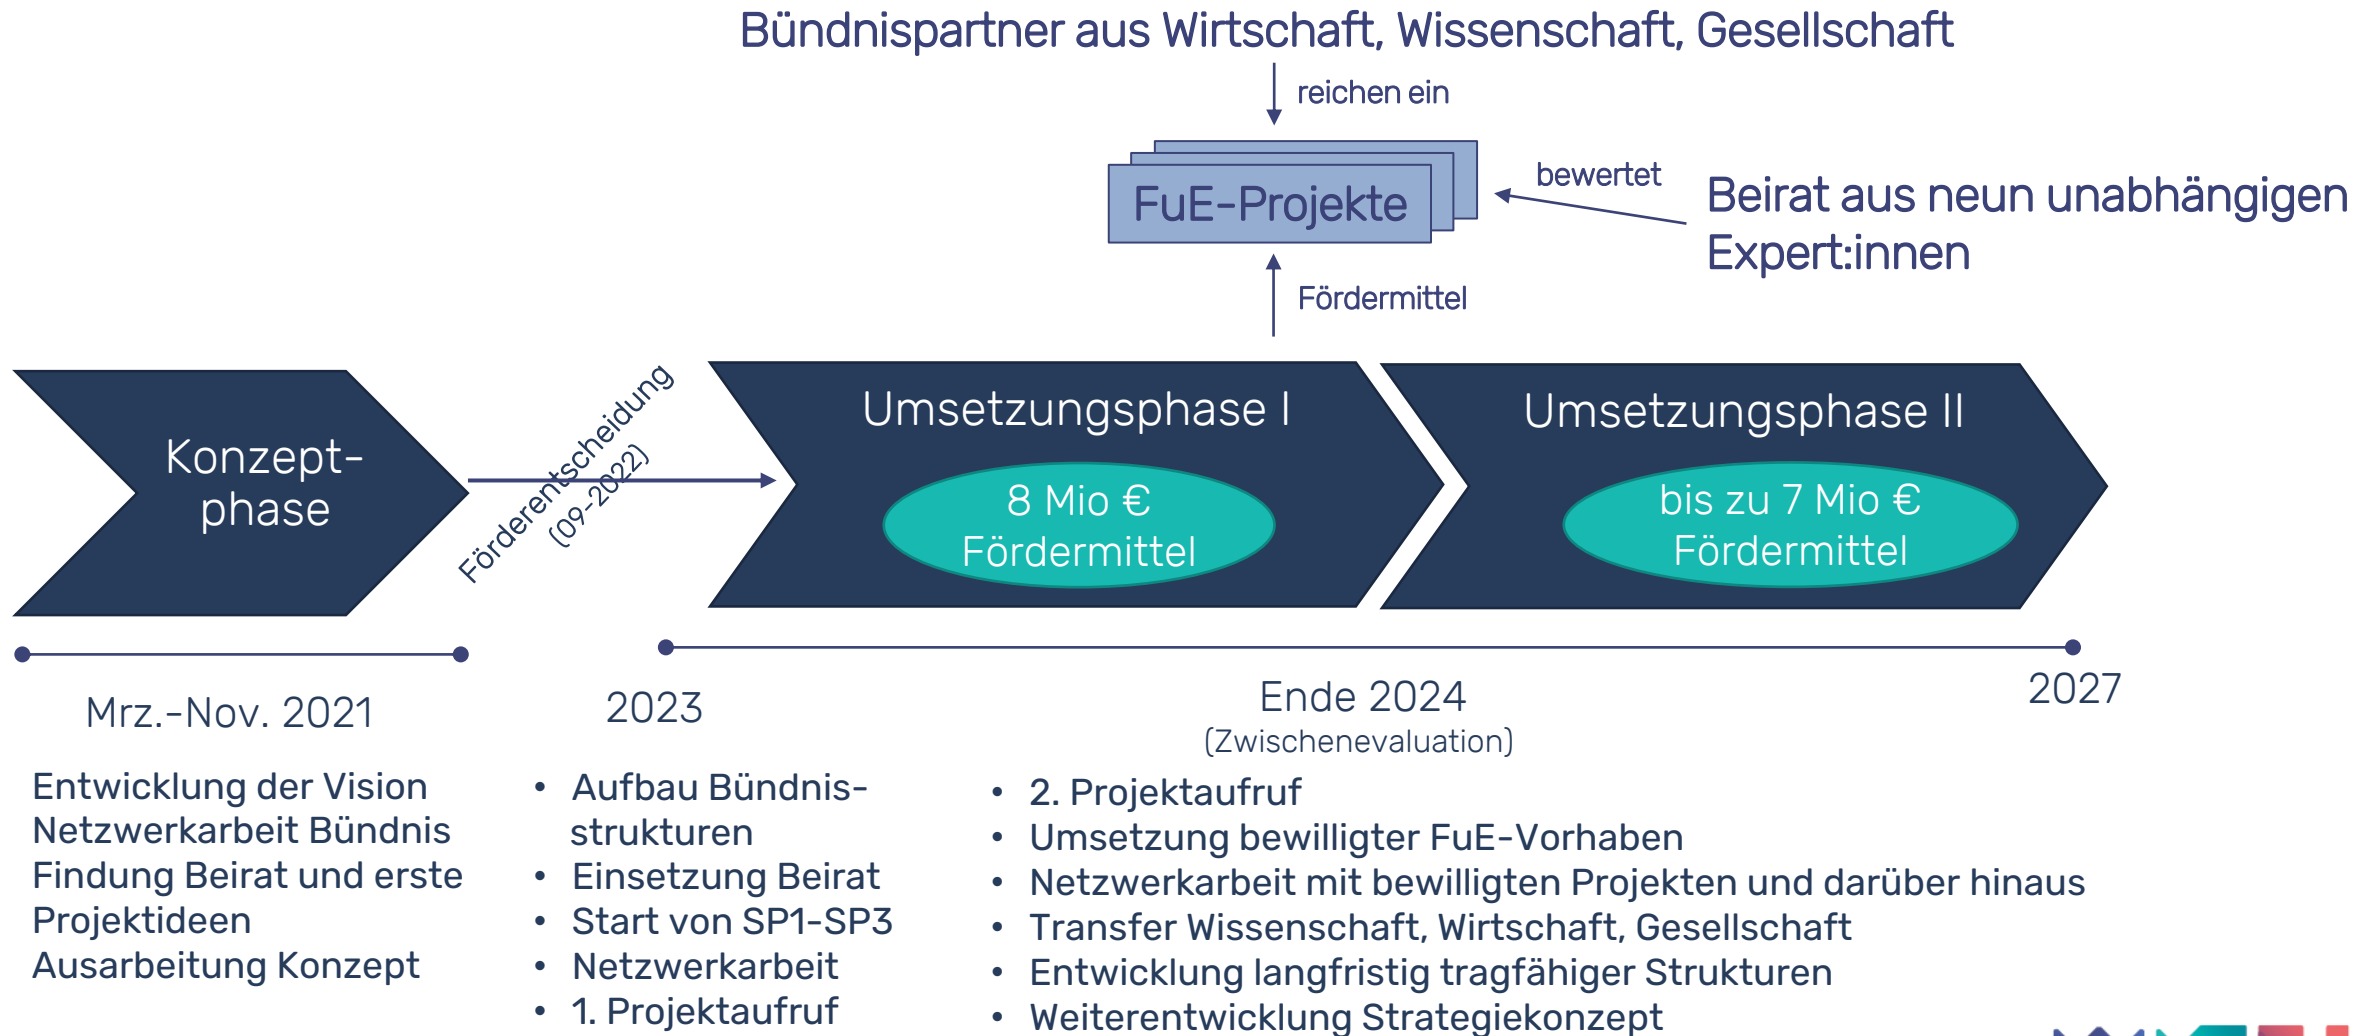 Bündnispartner aus Wirtschaft, Wissenschaft, Gesellschaft
reichen ein
FuE-Projekte
bewertet
Beirat aus neun unabhängigen
Expert:innen
Fördermittel
Konzept-
phase
Förderentscheidung
(09-2022)
Umsetzungsphase I
8 Mio €
Fördermittel
Umsetzungsphase II
bis zu 7 Mio €
Fördermittel
Mrz.-Nov. 2021
2023
Ende 2024
(Zwischenevaluation)
2027
Entwicklung der Vision
Netzwerkarbeit Bündnis
Findung Beirat und erste
Projektideen
Ausarbeitung Konzept
• Aufbau Bündnis-
strukturen
• Einsetzung Beirat
• Start von SP1-SP3
• Netzwerkarbeit
• 1. Projektaufruf
• 2. Projektaufruf
• Umsetzung bewilligter FuE-Vorhaben
• Netzwerkarbeit mit bewilligten Projekten und darüber hinaus
• Transfer Wissenschaft, Wirtschaft, Gesellschaft
• Entwicklung langfristig tragfähiger Strukturen
• Weiterentwicklung Strategiekonzept